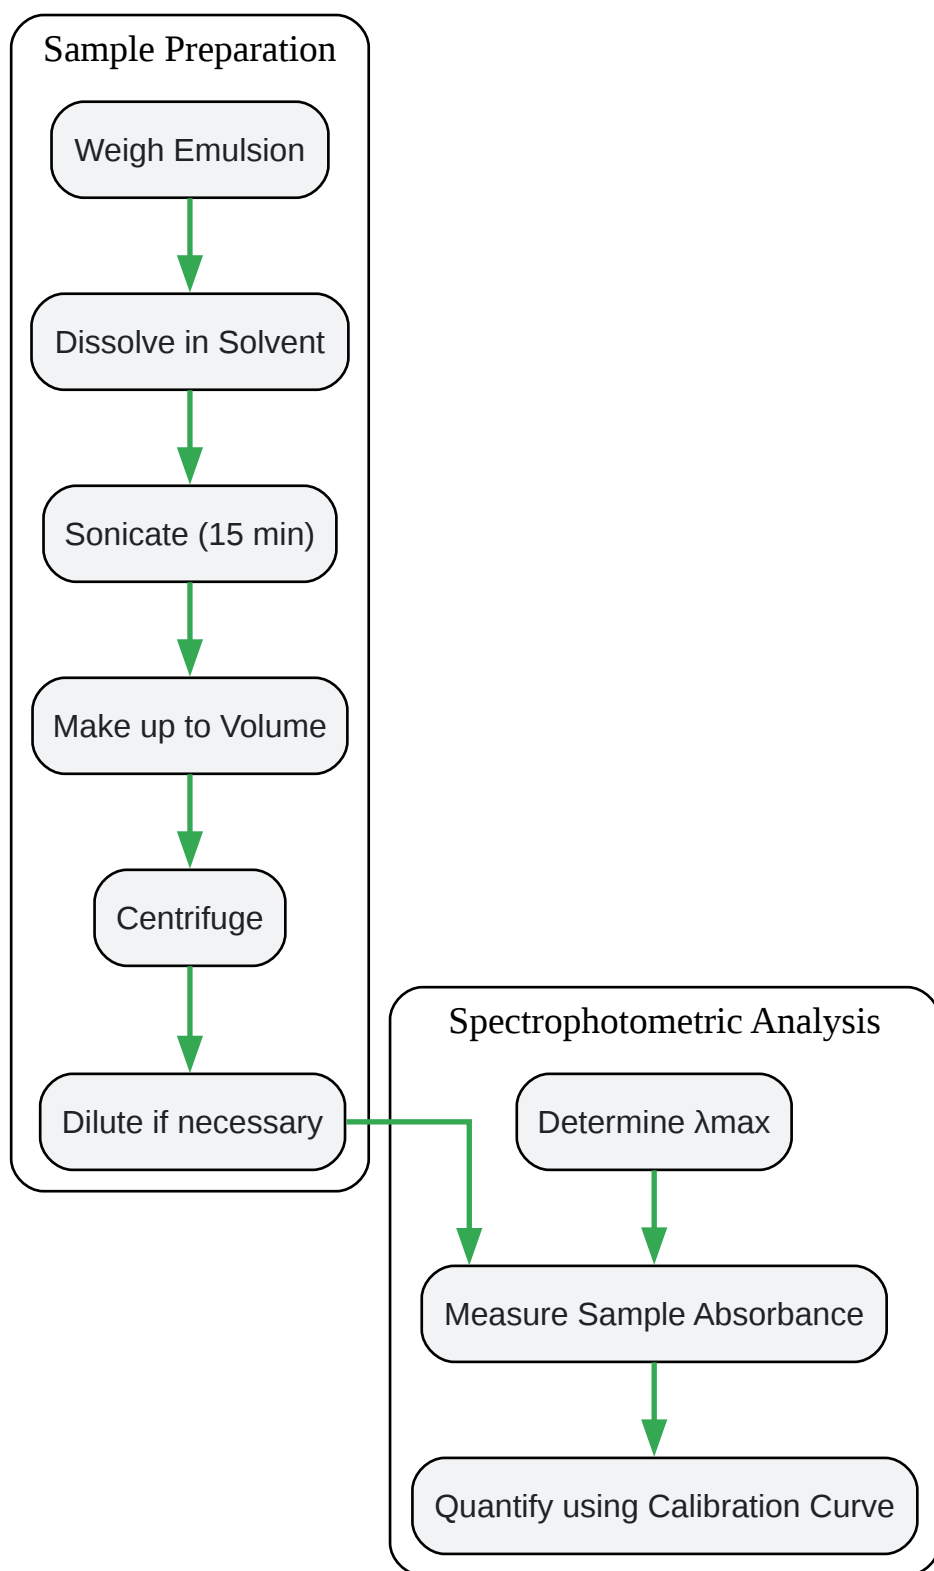 Sample Preparation
Weigh Emulsion
Dissolve in Solvent
Sonicate (15 min)
Make up to Volume
Centrifuge
Dilute if necessary
Spectrophotometric Analysis
Determine λmax
Measure Sample Absorbance
Quantify using Calibration Curve